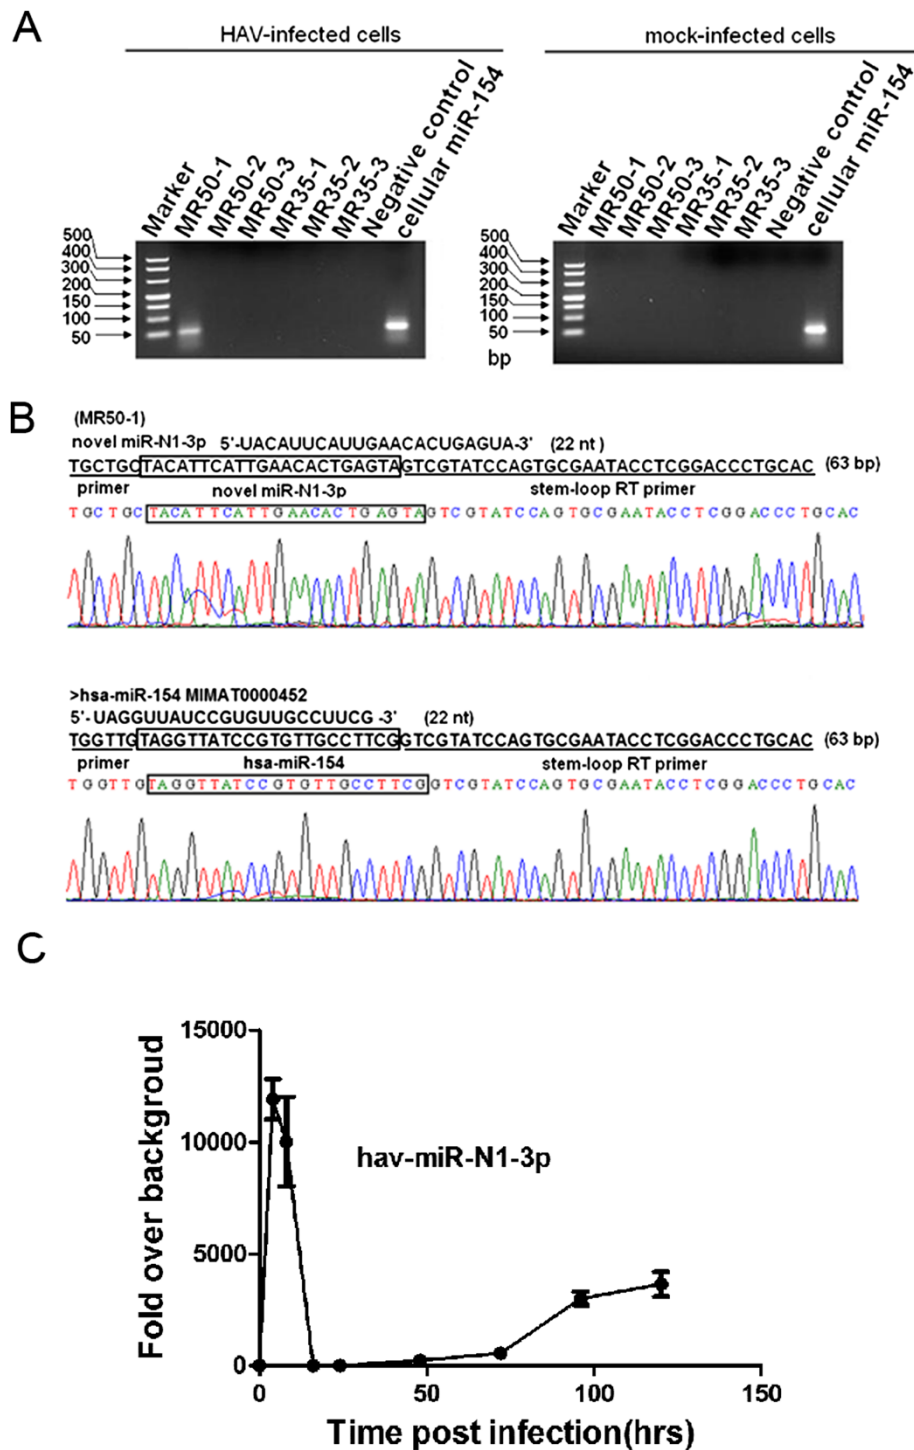 A
HAV-infected cells
mock-infected cells
Marker
MR50-1
MR50-2
MR50-3
MR35-1
MR35-2
MR35-3
Negative control
cellular miR-154
Marker
MR50-1
MR50-2
MR50-3
MR35-1
MR35-2
MR35-3
Negative control
cellular miR-154
500
400
300
200
150
100
50
500
400
300
200
150
100
50
bp
B
(MR50-1)
novel miR-N1-3p 5'-UACAUUCAUUGAACACUGAGUA-3' (22 nt )
TGCTGCTACATTCATTGAACACTGAGTAGTCGTATCCAGTGCGAATACCTCGGACCCTGCAC (63 bp)
primer novel miR-N1-3p stem-loop RT primer
TGCTGCTACATTCATTGAACACTGAGTAGTCGTATCCAGTGCGAATACCTCGGACCCTGCAC
>hsa-miR-154 MIMAT0000452
5'-UAGGUUAUCCGUGUUGCCUUCG -3' (22 nt)
TGGTTGTAGGTTATCCGTGTTGCCTTCGGTCGTATCCAGTGCGAATACCTCGGACCCTGCAC (63 bp)
primer hsa-miR-154 stem-loop RT primer
TGGTTGTAGGTTATCCGTGTTGCCTTCGGTCGTATCCAGTGCGAATACCTCGGACCCTGCAC
C
15000
10000
5000
0
Fold over backgroud
hav-miR-N1-3p
0 50 100 150
Time post infection(hrs)